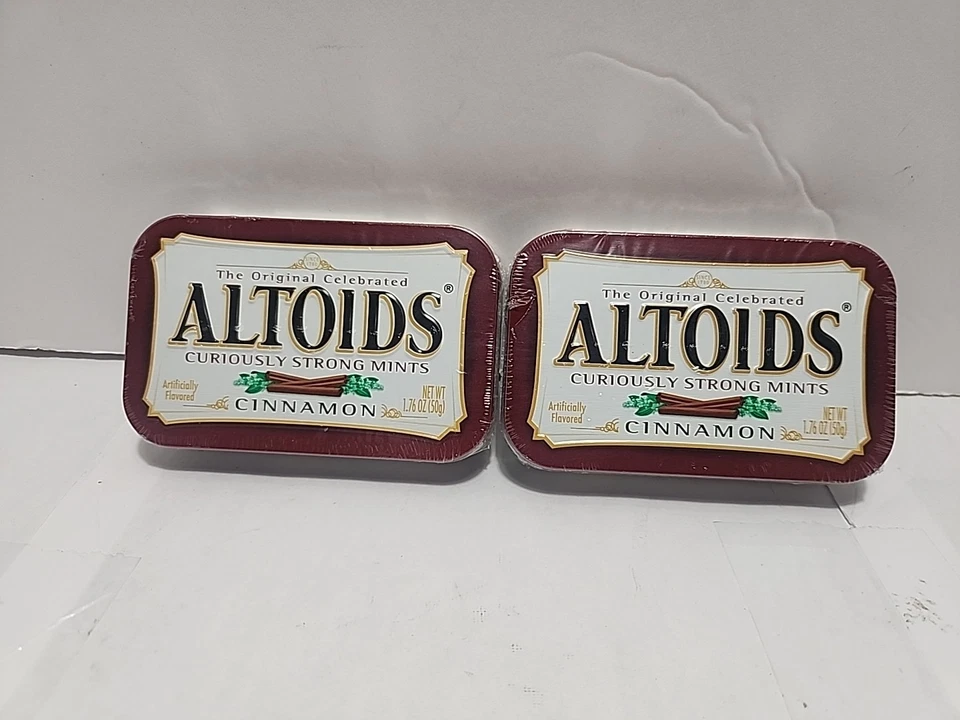 The Original Celebrated
ALTOIDS®
CURIOUSLY STRONG MINTS
Artificially
Flavored
NET WT
1.76 OZ (50g)
CINNAMON
The Original Celebrated
ALTOIDS®
CURIOUSLY STRONG MINTS
Artificially
Flavored
NET WT
1.76 OZ (50g)
CINNAMON